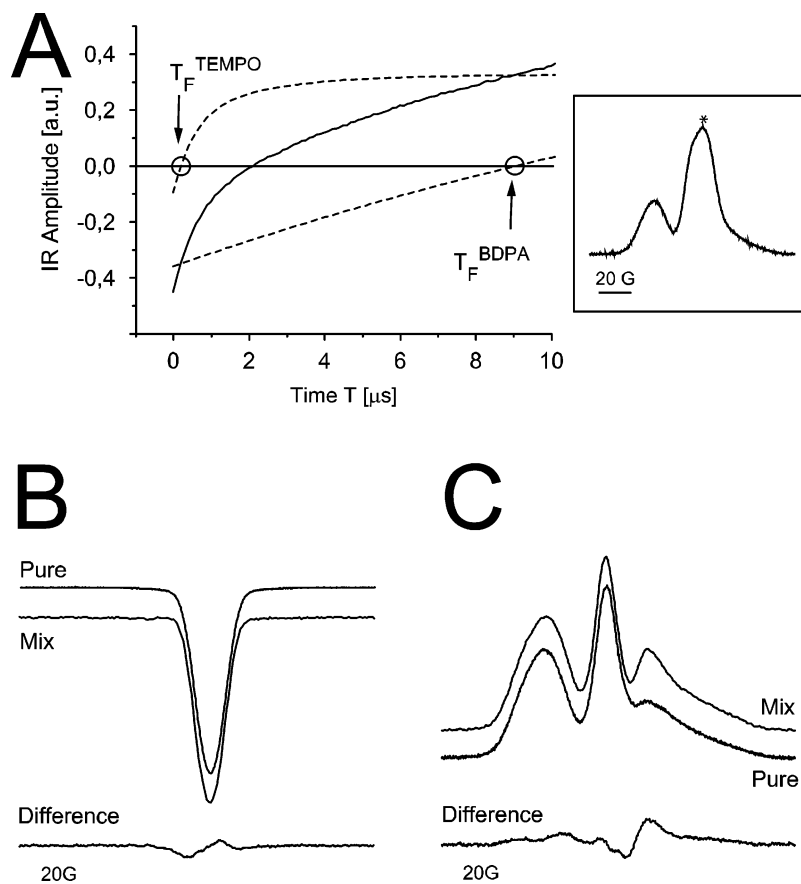 A
T_F^TEMPO
IR Amplitude [a.u.]
0,4
0,2
0,0
-0,2
-0,4
T_F^BDPA
0
2
4
6
8
10
Time T [µs]
*
20 G
B
Pure
Mix
Difference
20G
C
Mix
Pure
Difference
20G